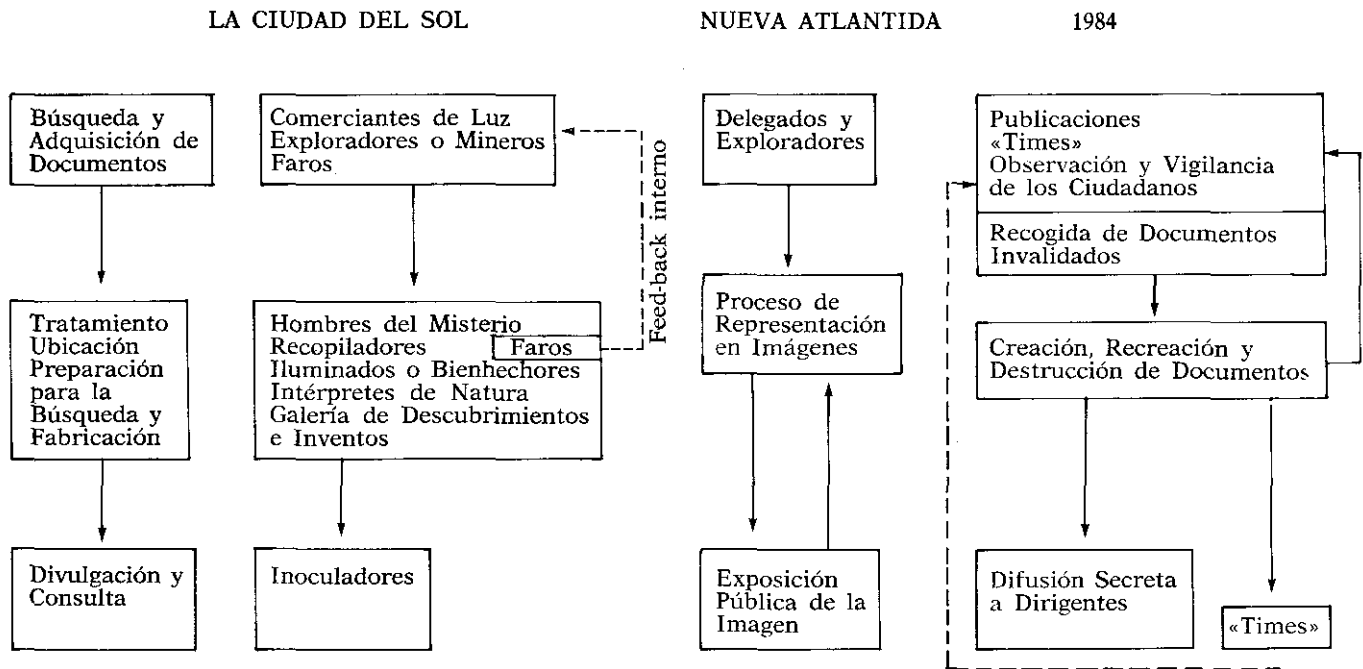 LA CIUDAD DEL SOL
NUEVA ATLANTIDA
1984
Búsqueda y
Adquisición de
Documentos
Tratamiento
Ubicación
Preparación
para la
Búsqueda y
Fabricación
Divulgación y
Consulta
Comerciantes de Luz
Exploradores o Mineros
Faros
Feed-back interno
Hombres del Misterio
Recopiladores
Faros
Iluminados o Bienhechores
Intérpretes de Natura
Galería de Descubrimientos
e Inventos
Inoculadores
Delegados y
Exploradores
Proceso de
Representación
en Imágenes
Exposición
Pública de la
Imagen
Publicaciones
«Times»
Observación y Vigilancia
de los Ciudadanos
Recogida de Documentos
Invalidados
Creación, Recreación y
Destrucción de Documentos
Difusión Secreta
a Dirigentes
«Times»